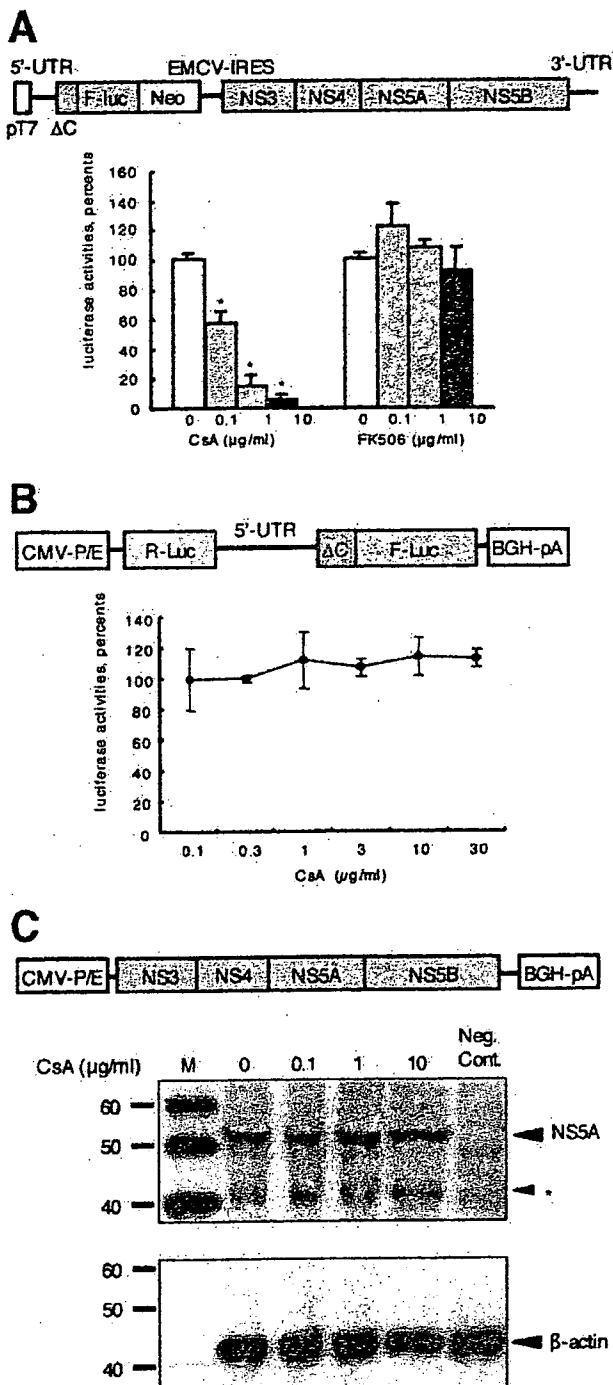 A
5'-UTR EMCV-IRES 3'-UTR
F-luc Neo NS3 NS4 NS5A NS5B
pT7 ΔC
luciferase activities, percents
160
140
120
100
80
60
40
20
0
0 0.1 1 10 0 0.1 1 10
* * *
CsA (μg/ml) FK506 (μg/ml)
B
5'-UTR
CMV-P/E R-Luc ΔC F-Luc BGH-pA
luciferase activities, percents
140
120
100
80
60
40
20
0
0.1 0.3 1 3 10 30
CsA (μg/ml)
C
CMV-P/E NS3 NS4 NS5A NS5B BGH-pA
CsA (μg/ml) M 0 0.1 1 10 Neg. Cont.
60
50
40
NS5A
*
60
50
40
β-actin